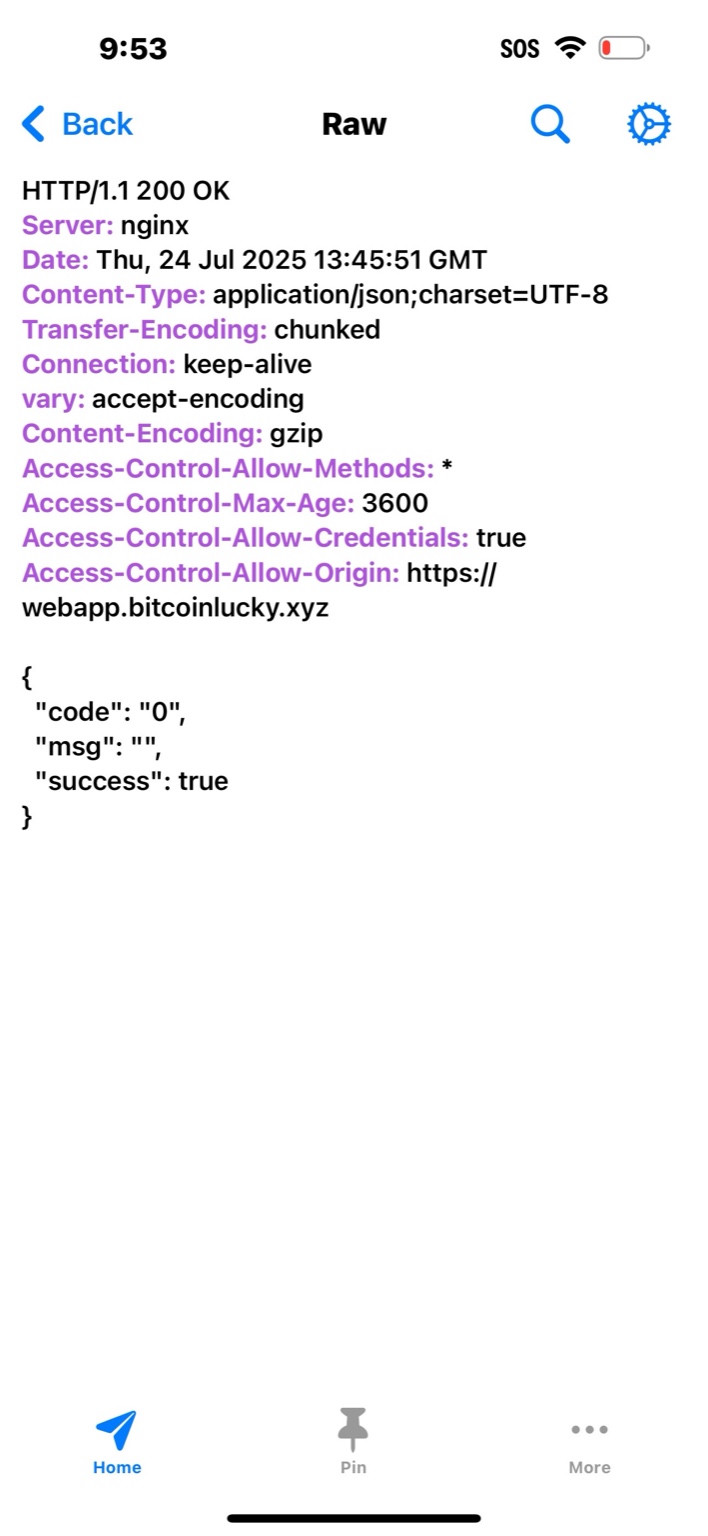 9:53
SOS
Back
Raw
HTTP/1.1 200 OK
Server: nginx
Date: Thu, 24 Jul 2025 13:45:51 GMT
Content-Type: application/json;charset=UTF-8
Transfer-Encoding: chunked
Connection: keep-alive
vary: accept-encoding
Content-Encoding: gzip
Access-Control-Allow-Methods: *
Access-Control-Max-Age: 3600
Access-Control-Allow-Credentials: true
Access-Control-Allow-Origin: https://
webapp.bitcoinlucky.xyz
{
"code": "0",
"msg": "",
"success": true
}
Home
Pin
More